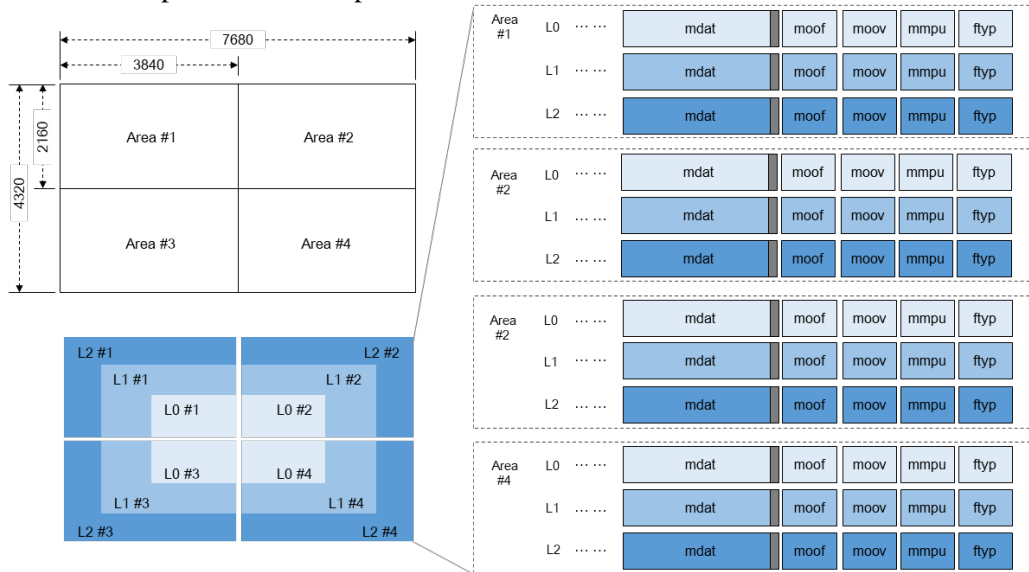 7680
3840
4320
2160
Area #1
Area #2
Area #3
Area #4
L2 #1
L2 #2
L1 #1
L1 #2
L0 #1
L0 #2
L0 #3
L0 #4
L1 #3
L1 #4
L2 #3
L2 #4
Area #1
L0 ... ... mdat moof moov mmpu ftyp
L1 ... ... mdat moof moov mmpu ftyp
L2 ... ... mdat moof moov mmpu ftyp
Area #2
L0 ... ... mdat moof moov mmpu ftyp
L1 ... ... mdat moof moov mmpu ftyp
L2 ... ... mdat moof moov mmpu ftyp
Area #2
L0 ... ... mdat moof moov mmpu ftyp
L1 ... ... mdat moof moov mmpu ftyp
L2 ... ... mdat moof moov mmpu ftyp
Area #4
L0 ... ... mdat moof moov mmpu ftyp
L1 ... ... mdat moof moov mmpu ftyp
L2 ... ... mdat moof moov mmpu ftyp